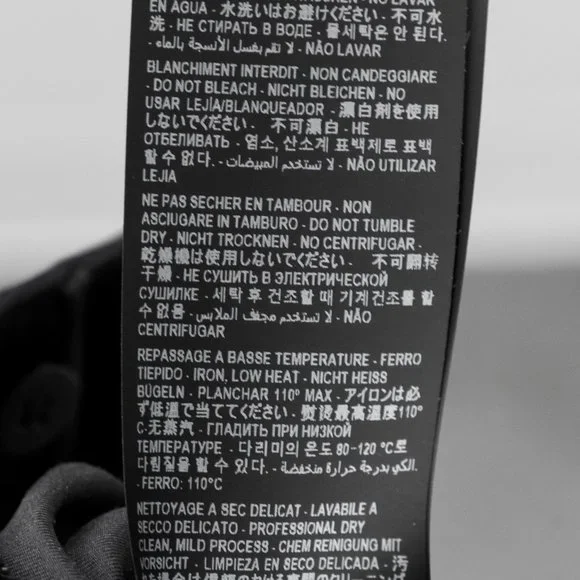 EN AGUA - 水洗いはお避けください - 不可水
洗 - НЕ СТИРАТЬ В ВОДЕ - 물세탁은 안 된다.
- لا تقم بغسل الأنسجة بالماء - NÃO LAVAR
BLANCHIMENT INTERDIT - NON CANDEGGIARE
- DO NOT BLEACH - NICHT BLEICHEN - NO
USAR LEJÍA/BLANQUEADOR - 漂白剤を使用
しないでください. 不可漂白 - НЕ
ОТБЕЛИВАТЬ - 염소, 산소계 표백제로 표백
할 수 없다. - لا تستخدم المبيضات - NÃO UTILIZAR
LEJIA
NE PAS SECHER EN TAMBOUR - NON
ASCIUGARE IN TAMBURO - DO NOT TUMBLE
DRY - NICHT TROCKNEN - NO CENTRIFUGAR -
乾燥機は使用しないでください. 不可翻转
干燥 - НЕ СУШИТЬ В ЭЛЕКТРИЧЕСКОЙ
СУШИЛКЕ - 세탁 후 건조할 때 기계건조를 할
수 없음 - لا تستخدم مجفف الملابس - NÃO
CENTRIFUGAR
REPASSAGE A BASSE TEMPERATURE - FERRO
TIEPIDO - IRON, LOW HEAT - NICHT HEISS
BÜGELN - PLANCHAR 110º MAX - アイロンは必
ず低温で当ててください. 熨烫最高温度110°
C-无蒸汽 - ГЛАДИТЬ ПРИ НИЗКОЙ
ТЕМПЕРАТУРЕ - 다리미의 온도 80-120 ℃로
다림질을 할 수 있다. الكي بدرجة حرارة منخفضة.
- FERRO: 110°C
NETTOYAGE A SEC DELICAT - LAVABILE A
SECCO DELICATO - PROFESSIONAL DRY
CLEAN, MILD PROCESS - CHEM REINIGUNG MIT
VORSICHT - LIMPIEZA EN SECO DELICADA - 汚